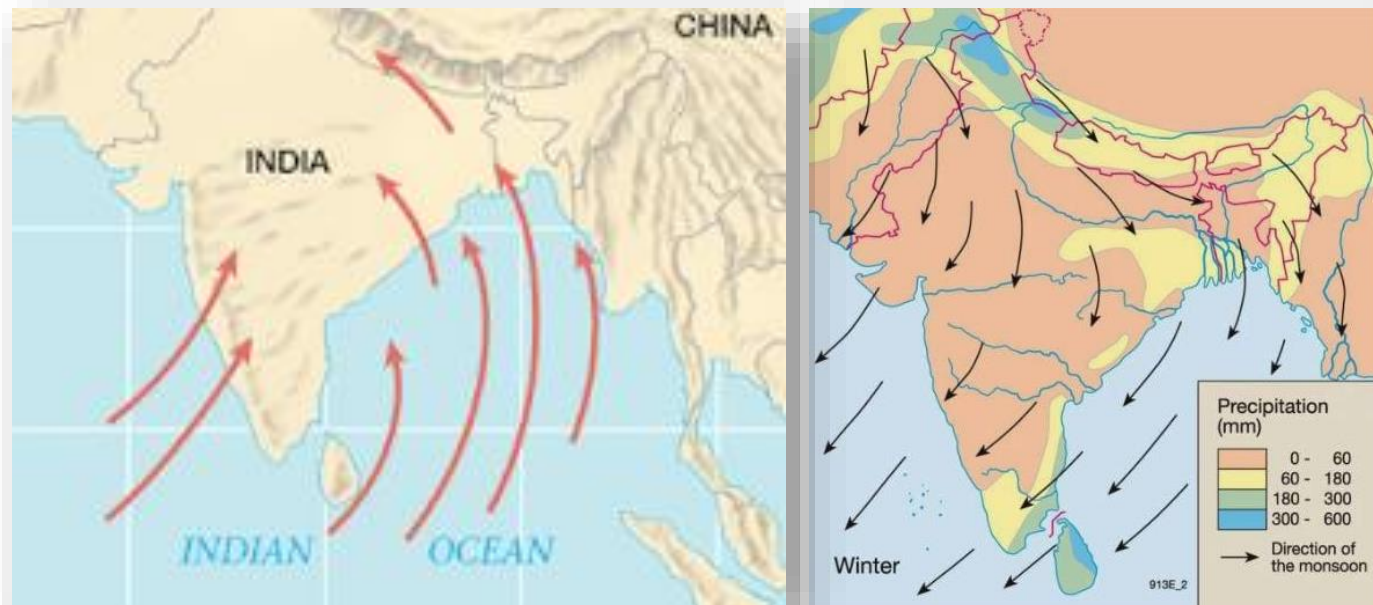 CHINA
INDIA
INDIAN OCEAN
Precipitation
(mm)
0 - 60
60 - 180
180 - 300
300 - 600
Direction of
the monsoon
Winter
913E_2